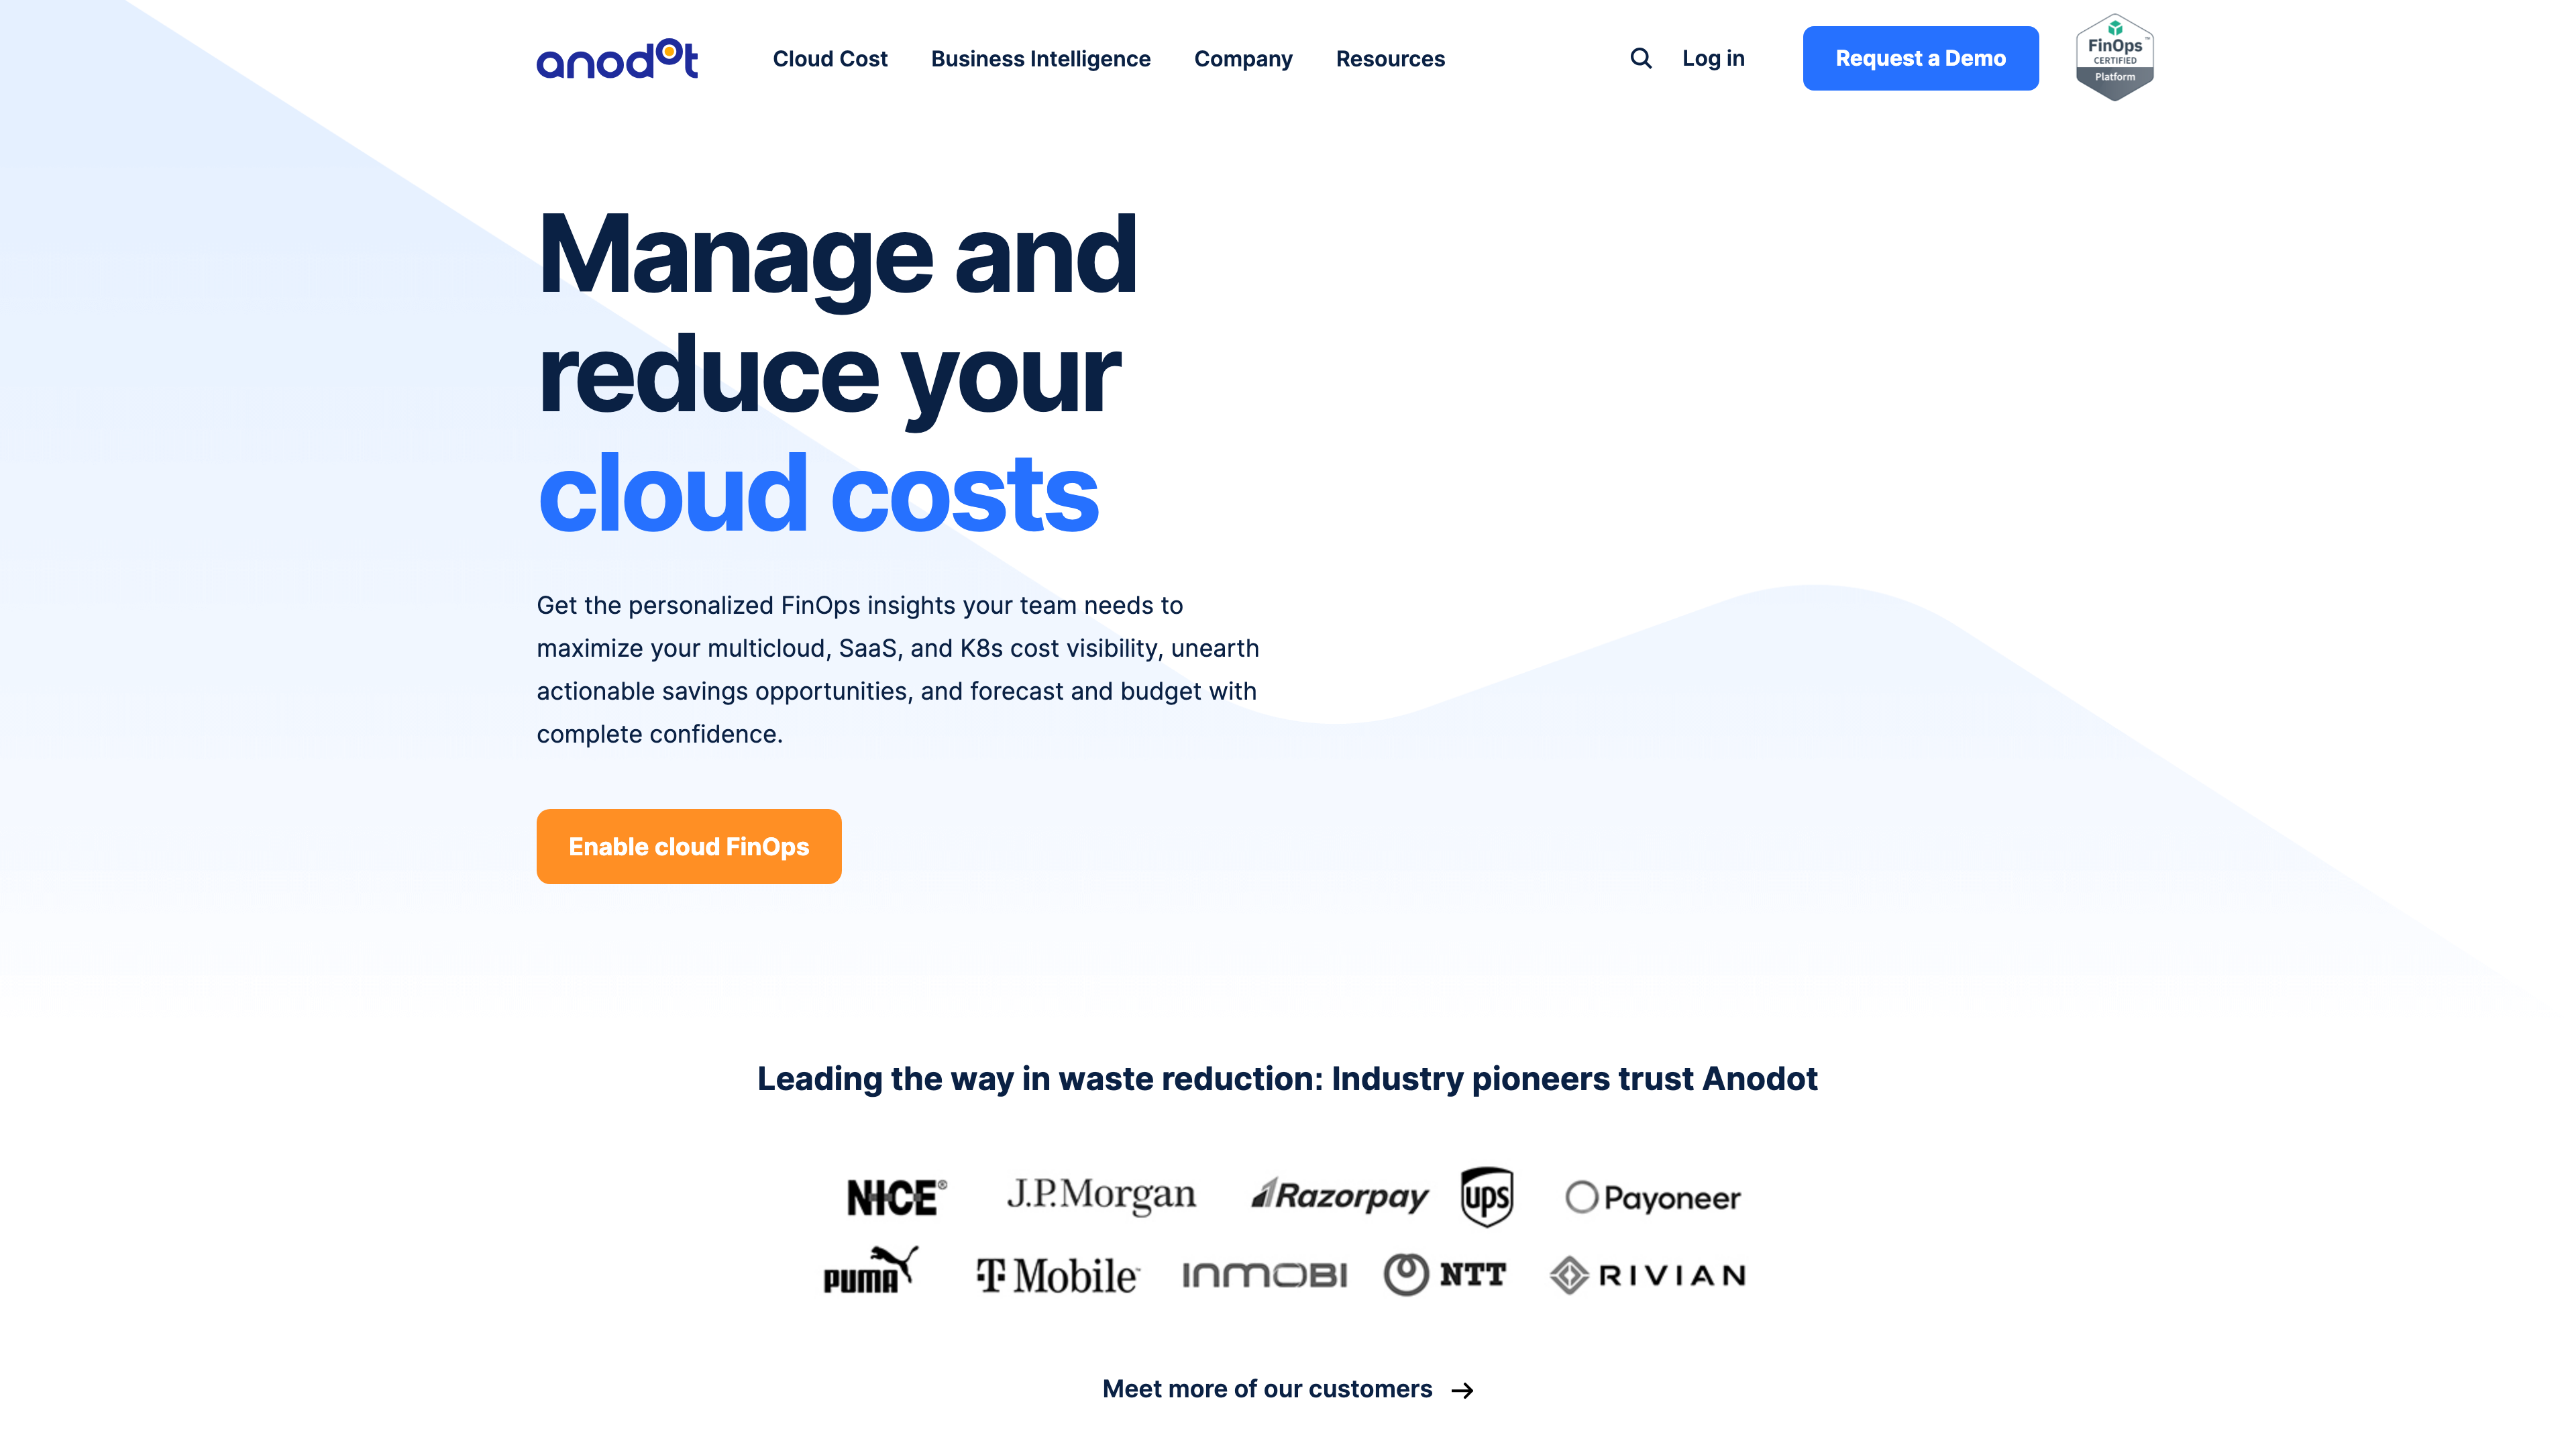 anodot
Cloud Cost
Business Intelligence
Company
Resources
Log in
Request a Demo
FinOps™
CERTIFIED
Platform
Manage and
reduce your
cloud costs
Get the personalized FinOps insights your team needs to
maximize your multicloud, SaaS, and K8s cost visibility, unearth
actionable savings opportunities, and forecast and budget with
complete confidence.
Enable cloud FinOps
Leading the way in waste reduction: Industry pioneers trust Anodot
NICE®
J.P.Morgan
Razorpay
ups
Payoneer
PUMA
T Mobile™
INMOBI
NTT
RIVIAN
Meet more of our customers →